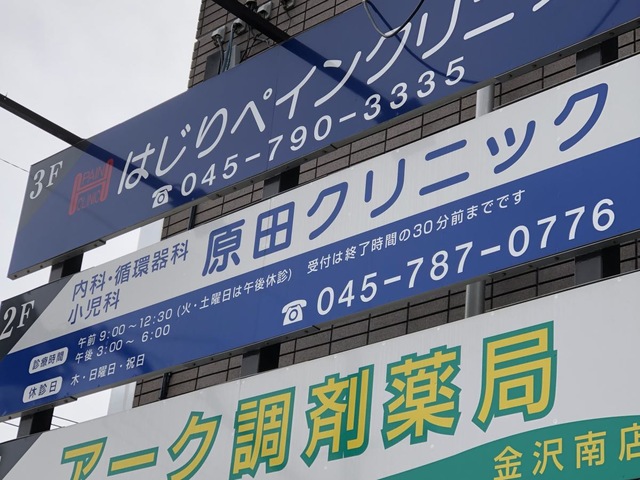 3F
PAIN
CLINIC
はじりペインクリニ
045-790-3335
2F
内科・循環器科
小児科
原田クリニック
診療時間
午前 9:00～12:30 (火・土曜日は午後休診)
午後 3:00～ 6:00
受付は終了時間の30分前までです
休診日
木・日曜日・祝日
045-787-0776
アーク調剤薬局
金沢南店